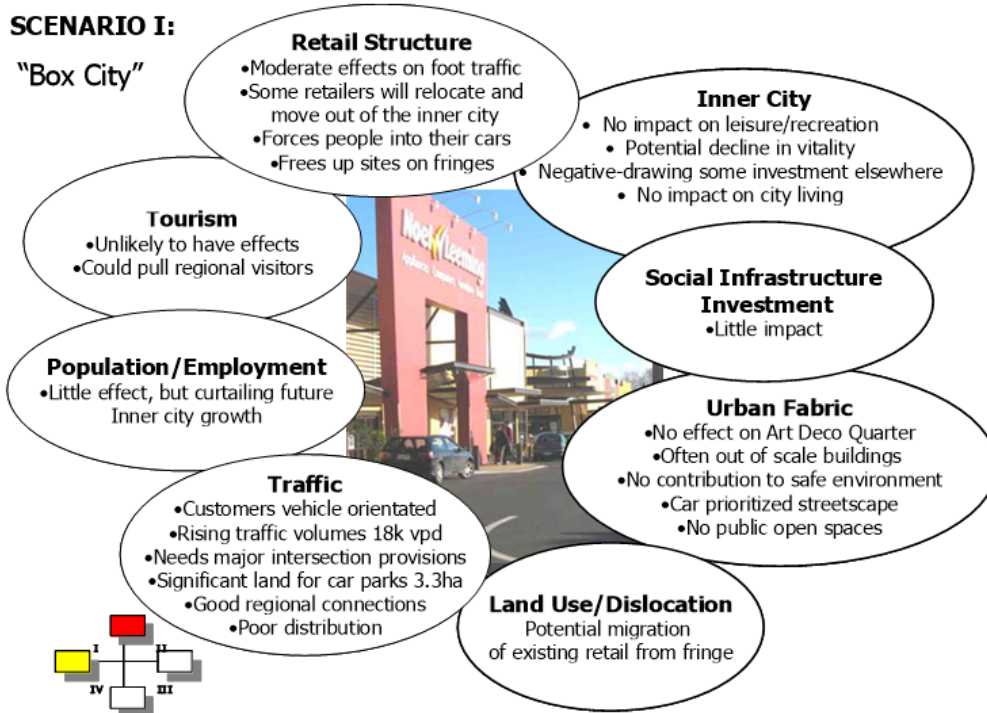 SCENARIO I:
“Box City”
Retail Structure
•Moderate effects on foot traffic
•Some retailers will relocate and
move out of the inner city
•Forces people into their cars
•Frees up sites on fringes
Inner City
• No impact on leisure/recreation
• Potential decline in vitality
• Negative-drawing some investment elsewhere
• No impact on city living
Tourism
•Unlikely to have effects
•Could pull regional visitors
Noel Leeming
Social Infrastructure
Investment
•Little impact
Population/Employment
•Little effect, but curtailing future
Inner city growth
Urban Fabric
•No effect on Art Deco Quarter
•Often out of scale buildings
•No contribution to safe environment
•Car prioritized streetscape
•No public open spaces
Traffic
•Customers vehicle orientated
•Rising traffic volumes 18k vpd
•Needs major intersection provisions
•Significant land for car parks 3.3ha
•Good regional connections
•Poor distribution
Land Use/Dislocation
Potential migration
of existing retail from fringe
I II
IV III